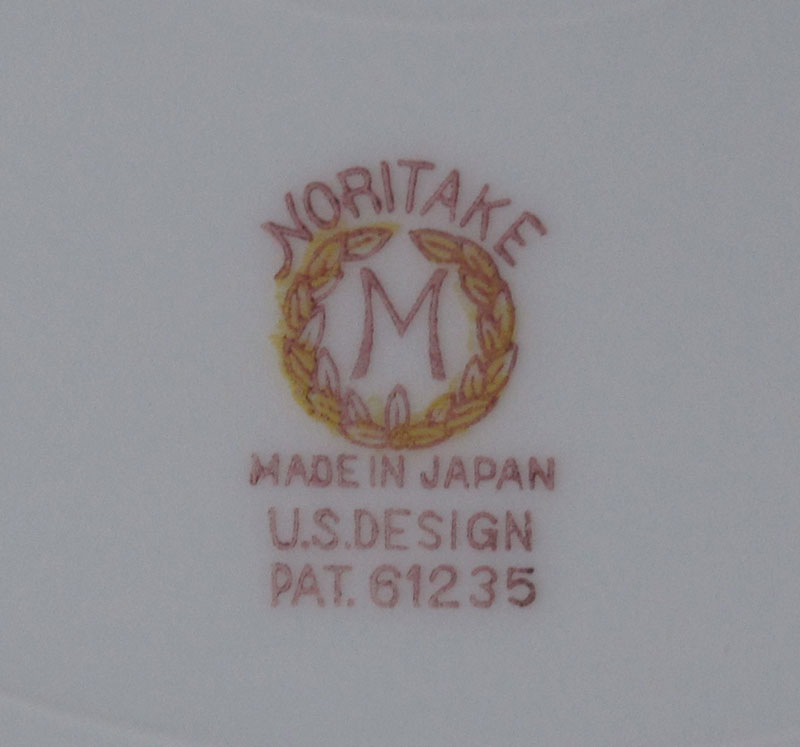 NORITAKE
M
MADE IN JAPAN
U.S.DESIGN
PAT. 61235